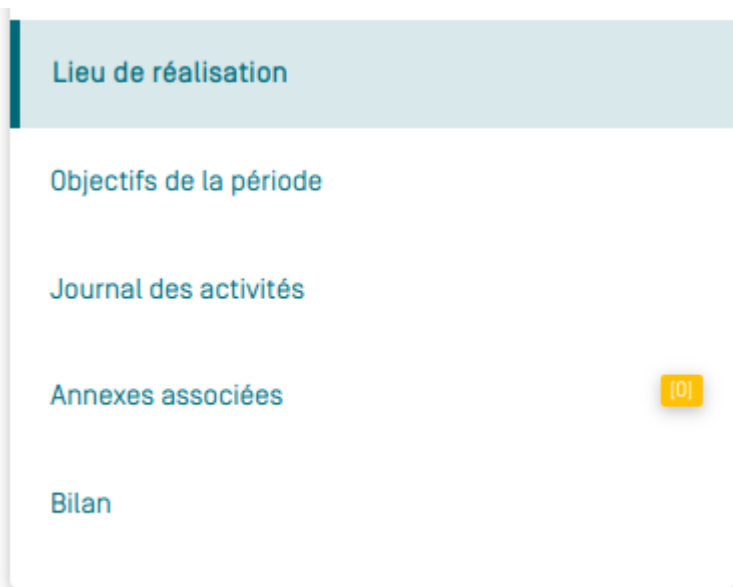 Lieu de réalisation
Objectifs de la période
Journal des activités
Annexes associées [0]
Bilan